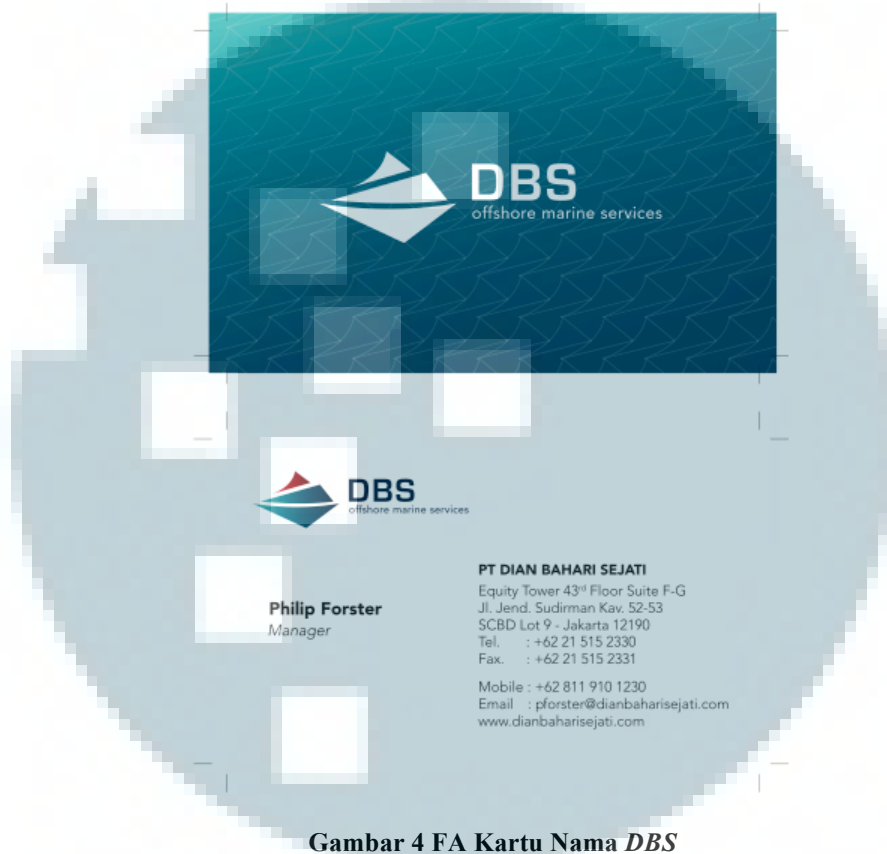 DBS
offshore marine services
DBS
offshore marine services
Philip Forster
Manager
PT DIAN BAHARI SEJATI
Equity Tower 43rd Floor Suite F-G
Jl. Jend. Sudirman Kav. 52-53
SCBD Lot 9 - Jakarta 12190
Tel. : +62 21 515 2330
Fax. : +62 21 515 2331
Mobile : +62 811 910 1230
Email : pforster@dianbaharisejati.com
www.dianbaharisejati.com
Gambar 4 FA Kartu Nama DBS